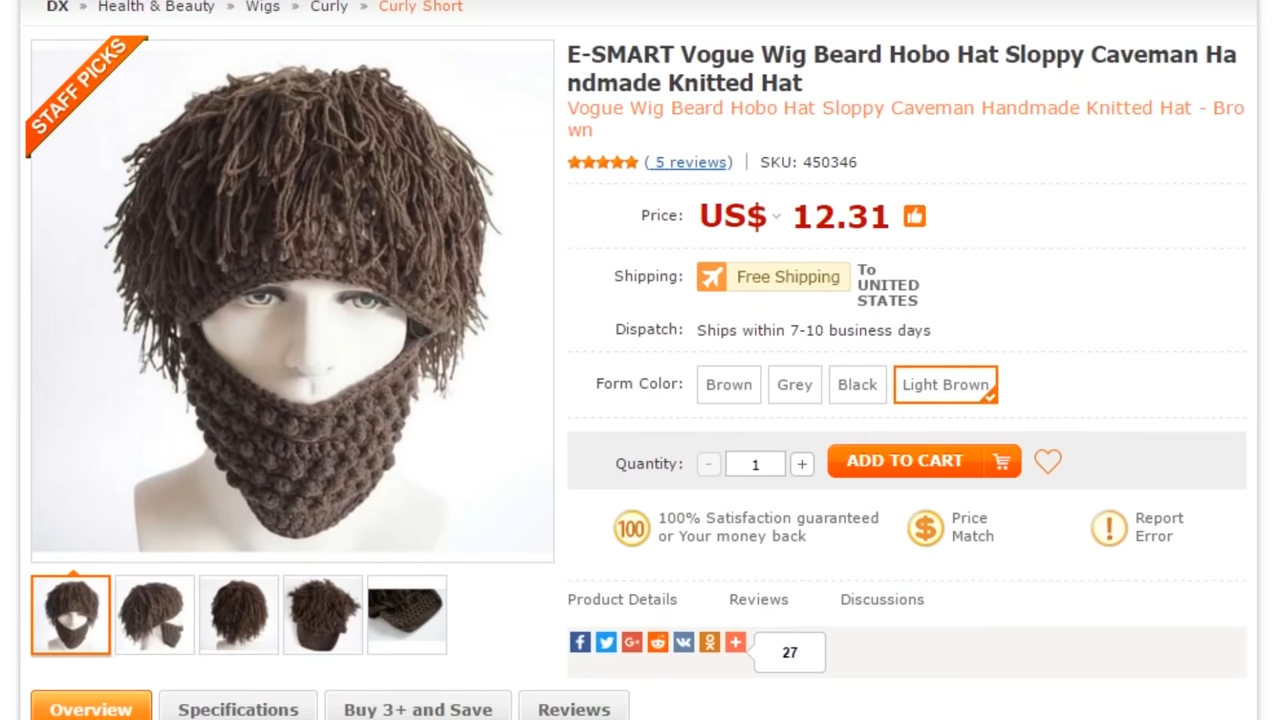 DX » Health & Beauty » Wigs » Curly » Curly Short
STAFF PICKS
E-SMART Vogue Wig Beard Hobo Hat Sloppy Caveman Ha
ndmade Knitted Hat
Vogue Wig Beard Hobo Hat Sloppy Caveman Handmade Knitted Hat - Bro
wn
( 5 reviews) | SKU: 450346
Price: US$ 12.31
Shipping: Free Shipping To
UNITED
STATES
Dispatch: Ships within 7-10 business days
Form Color: Brown Grey Black Light Brown
Quantity: - 1 + ADD TO CART
100 100% Satisfaction guaranteed
or Your money back
$ Price
Match
! Report
Error
Product Details Reviews Discussions
f G+ + 27
Overview Specifications Buy 3+ and Save Reviews